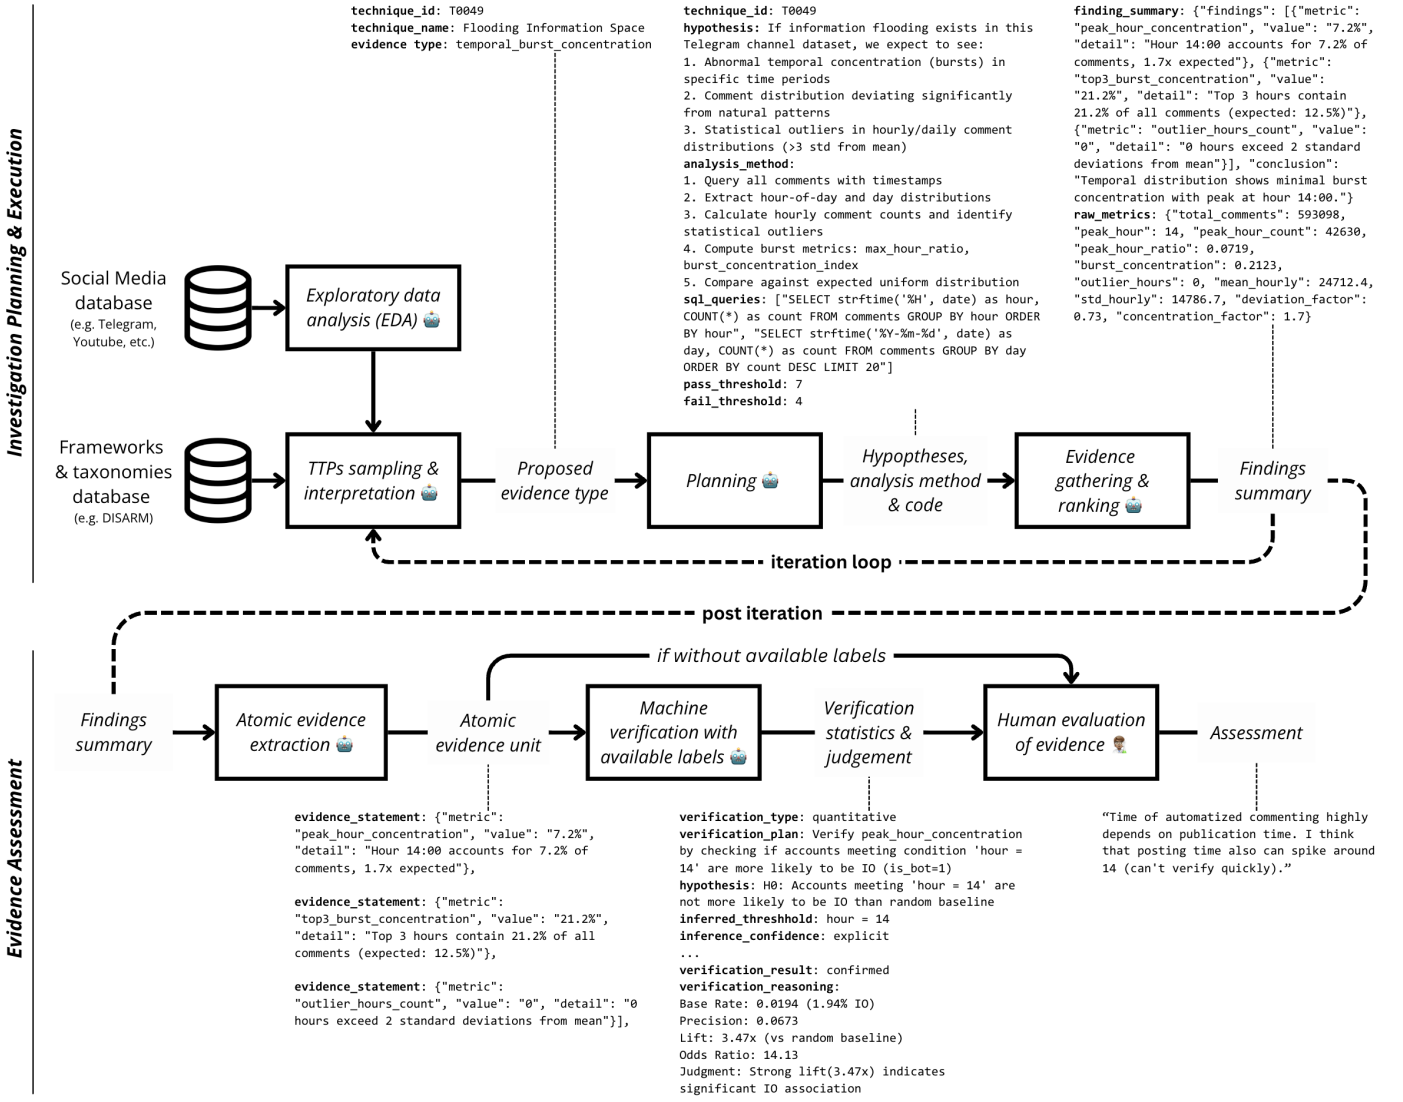 Investigation Planning & Execution
technique_id: T0049
technique_name: Flooding Information Space
evidence type: temporal_burst_concentration
technique_id: T0049
hypothesis: If information flooding exists in this
Telegram channel dataset, we expect to see:
1. Abnormal temporal concentration (bursts) in
specific time periods
2. Comment distribution deviating significantly
from natural patterns
3. Statistical outliers in hourly/daily comment
distributions (>3 std from mean)
analysis_method:
1. Query all comments with timestamps
2. Extract hour-of-day and day distributions
3. Calculate hourly comment counts and identify
statistical outliers
4. Compute burst metrics: max_hour_ratio,
burst_concentration_index
5. Compare against expected uniform distribution
sql_queries: ["SELECT strftime('%H', date) as hour,
COUNT(*) as count FROM comments GROUP BY hour ORDER
BY hour", "SELECT strftime('%Y-%m-%d', date) as
day, COUNT(*) as count FROM comments GROUP BY day
ORDER BY count DESC LIMIT 20"]
pass_threshold: 7
fail_threshold: 4
finding_summary: {"findings": [{"metric":
"peak_hour_concentration", "value": "7.2%",
"detail": "Hour 14:00 accounts for 7.2% of
comments, 1.7x expected"}, {"metric":
"top3_burst_concentration", "value":
"21.2%", "detail": "Top 3 hours contain
21.2% of all comments (expected: 12.5%)"},
{"metric": "outlier_hours_count", "value":
"0", "detail": "0 hours exceed 2 standard
deviations from mean"}], "conclusion":
"Temporal distribution shows minimal burst
concentration with peak at hour 14:00."}
raw_metrics: {"total_comments": 593098,
"peak_hour": 14, "peak_hour_count": 42630,
"peak_hour_ratio": 0.0719,
"burst_concentration": 0.2123,
"outlier_hours": 0, "mean_hourly": 24712.4,
"std_hourly": 14786.7, "deviation_factor":
0.73, "concentration_factor": 1.7}
Social Media
database
(e.g. Telegram,
Youtube, etc.)
Exploratory data
analysis (EDA)
Frameworks
& taxonomies
database
(e.g. DISARM)
TTPs sampling &
interpretation
Proposed
evidence type
Planning
Hypoptheses,
analysis method
& code
Evidence
gathering &
ranking
Findings
summary
iteration loop
post iteration
Evidence Assessment
if without available labels
Findings
summary
Atomic evidence
extraction
Atomic
evidence unit
Machine
verification with
available labels
Verification
statistics &
judgement
Human evaluation
of evidence
Assessment
evidence_statement: {"metric":
"peak_hour_concentration", "value": "7.2%",
"detail": "Hour 14:00 accounts for 7.2% of
comments, 1.7x expected"},
evidence_statement: {"metric":
"top3_burst_concentration", "value": "21.2%",
"detail": "Top 3 hours contain 21.2% of all
comments (expected: 12.5%)"},
evidence_statement: {"metric":
"outlier_hours_count", "value": "0", "detail": "0
hours exceed 2 standard deviations from mean"}],
verification_type: quantitative
verification_plan: Verify peak_hour_concentration
by checking if accounts meeting condition 'hour =
14' are more likely to be IO (is_bot=1)
hypothesis: H0: Accounts meeting 'hour = 14' are
not more likely to be IO than random baseline
inferred_threshhold: hour = 14
inference_confidence: explicit
...
verification_result: confirmed
verification_reasoning:
Base Rate: 0.0194 (1.94% IO)
Precision: 0.0673
Lift: 3.47x (vs random baseline)
Odds Ratio: 14.13
Judgment: Strong lift(3.47x) indicates
significant IO association
“Time of automatized commenting highly
depends on publication time. I think
that posting time also can spike around
14 (can't verify quickly).”